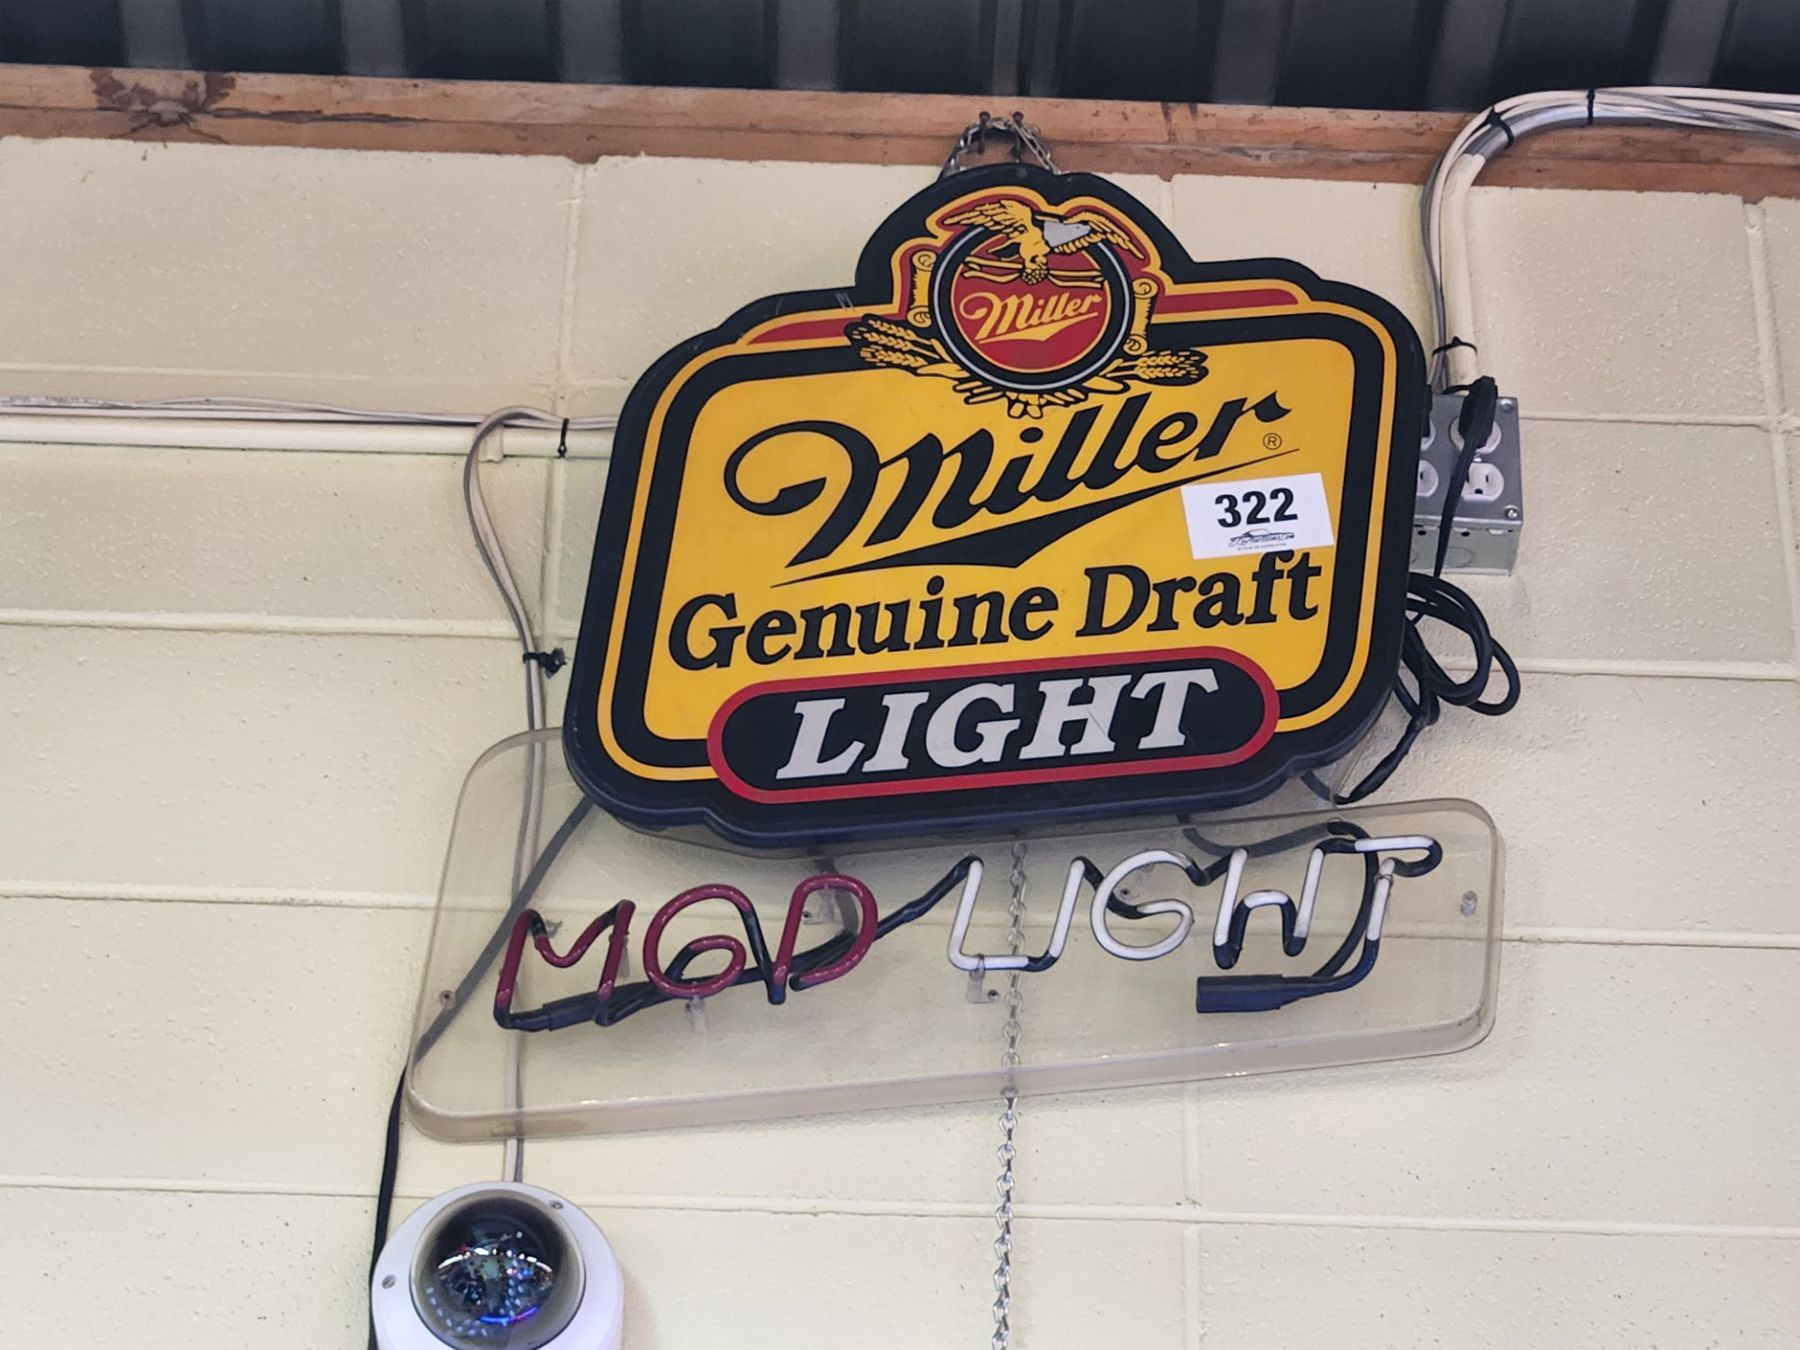 Miller
Miller ®
322
Genuine Draft
LIGHT
MGD LIGHT